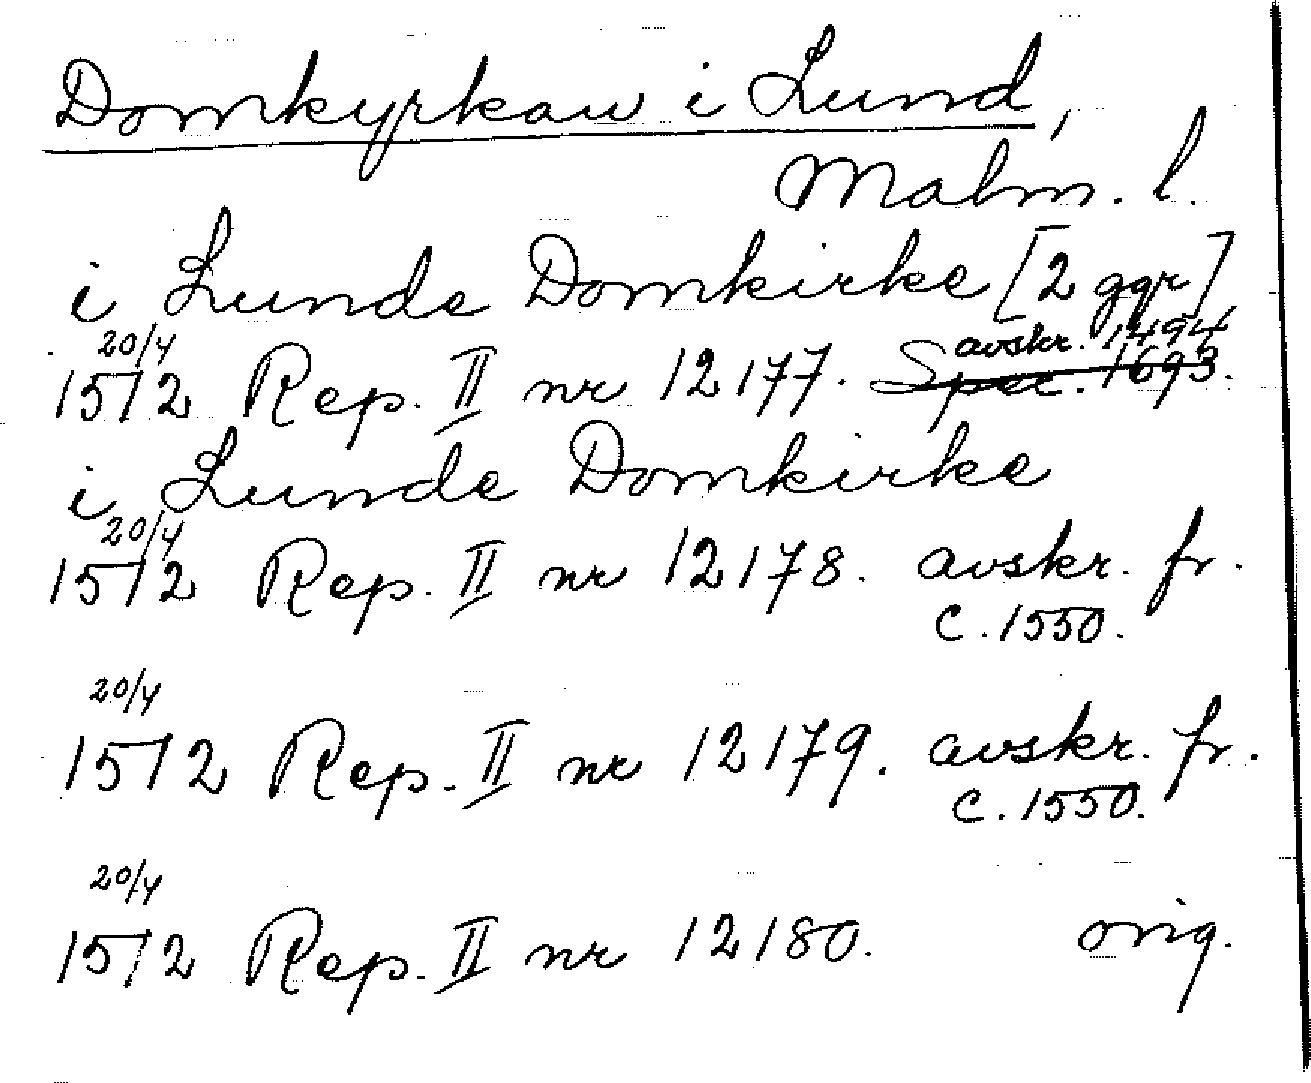 Domkyrkan i Lund,
Malm. l.
i Lunde Domkirke [2 ggr]
20/4 avskr. 1494
1512 Rep. II nr 12177. Spec. 1693.
i Lunde Domkirke
20/4
1512 Rep. II nr 12178. avskr. fr.
c. 1550.
20/4
1512 Rep. II nr 12179. avskr. fr.
c. 1550.
20/4
1512 Rep. II nr 12180. orig.